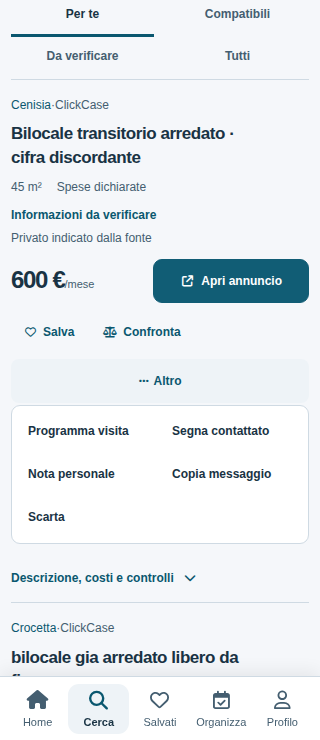 Per te
Compatibili
Da verificare
Tutti
Cenisia·ClickCase
Bilocale transitorio arredato ·
cifra discordante
45 m² Spese dichiarate
Informazioni da verificare
Privato indicato dalla fonte
600 €/mese
Apri annuncio
Salva
Confronta
··· Altro
Programma visita
Segna contattato
Nota personale
Copia messaggio
Scarta
Descrizione, costi e controlli
Crocetta·ClickCase
bilocale gia arredato libero da
Home
Cerca
Salvati
Organizza
Profilo